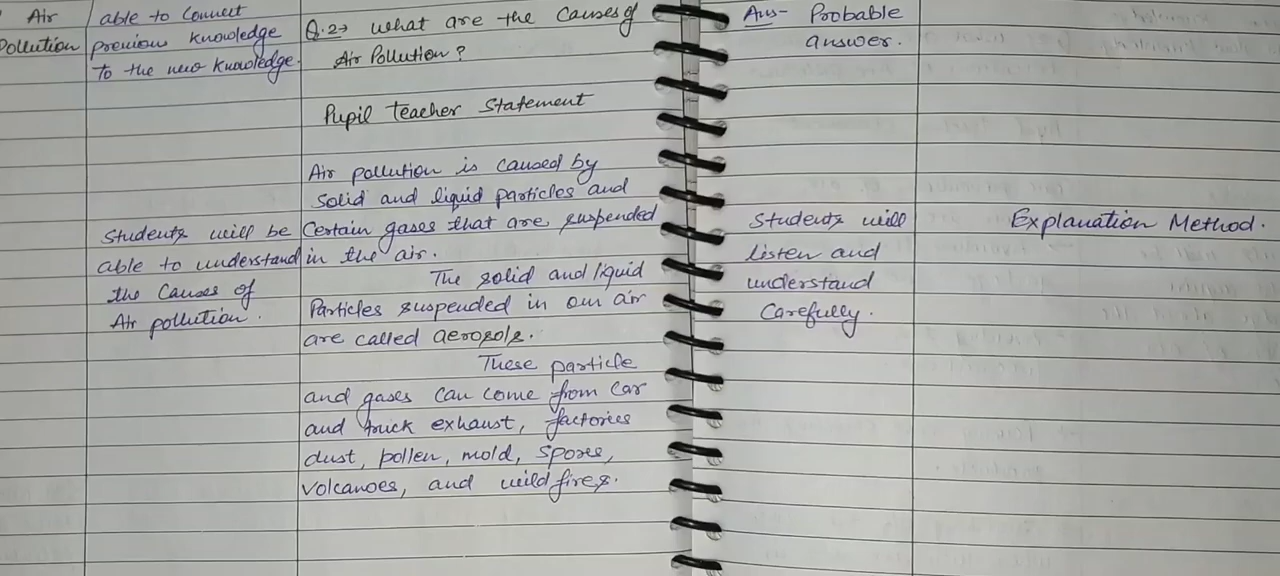 Air
Pollution
able to Connect
previous knowledge
To the new knowledge.
Q.2→ What are the Causes of
Air Pollution?
Pupil Teacher Statement
Air pollution is caused by
Solid and liquid particles and
Certain gases that are suspended
in the air.
The solid and liquid
Particles suspended in our air
are called aerosols.
These particle
and gases can come from car
and truck exhaust, factories
dust, pollen, mold, spores,
volcanoes, and wild fires.
Students will be
able to understand
the Causes of
Air pollution.
Ans- Probable
answer.
Students will
listen and
understand
Carefully.
Explanation Method.